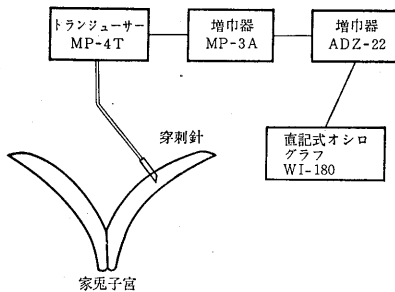 トランジューサー
MP-4T
増巾器
MP-3A
増巾器
ADZ-22
穿刺針
直記式オシロ
グラフ
WI-180
家兎子宮